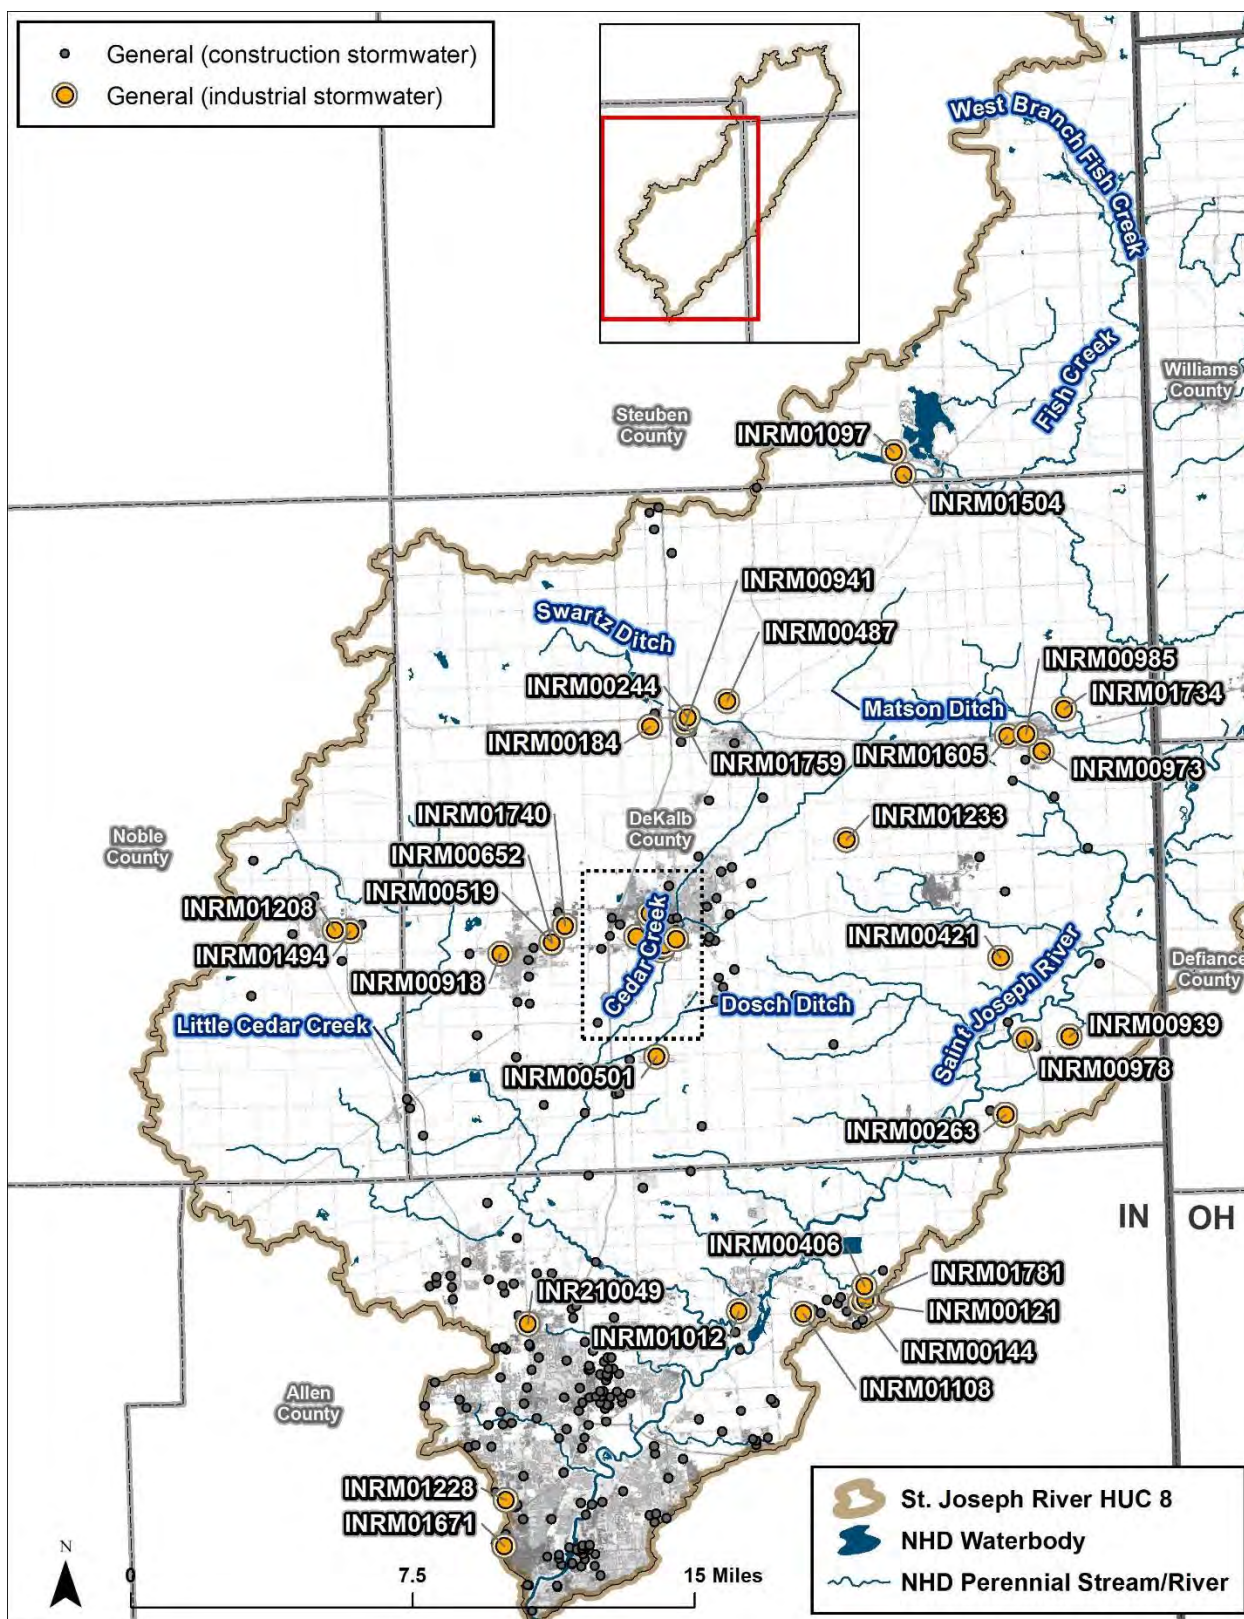 General (construction stormwater)
General (industrial stormwater)
West Branch Fish Creek
Fish Creek
Williams
County
Steuben
County
INRM01097
INRM01504
INRM00941
Swartz Ditch
INRM00487
INRM00985
INRM00244
INRM01734
Matson Ditch
INRM00184
INRM01759
INRM01605
INRM00973
INRM01740
DeKalb
County
Noble
County
INRM01233
INRM00652
INRM00519
INRM01208
INRM01494
INRM00918
Cedar Creek
INRM00421
Saint Joseph River
Defiance
County
Little Cedar Creek
Dosch Ditch
INRM00939
INRM00978
INRM00501
INRM00263
IN
OH
INRM00406
INRM01781
INR210049
INRM00121
INRM01012
INRM00144
INRM01108
Allen
County
INRM01228
INRM01671
St. Joseph River HUC 8
NHD Waterbody
NHD Perennial Stream/River
N
0
7.5
15 Miles